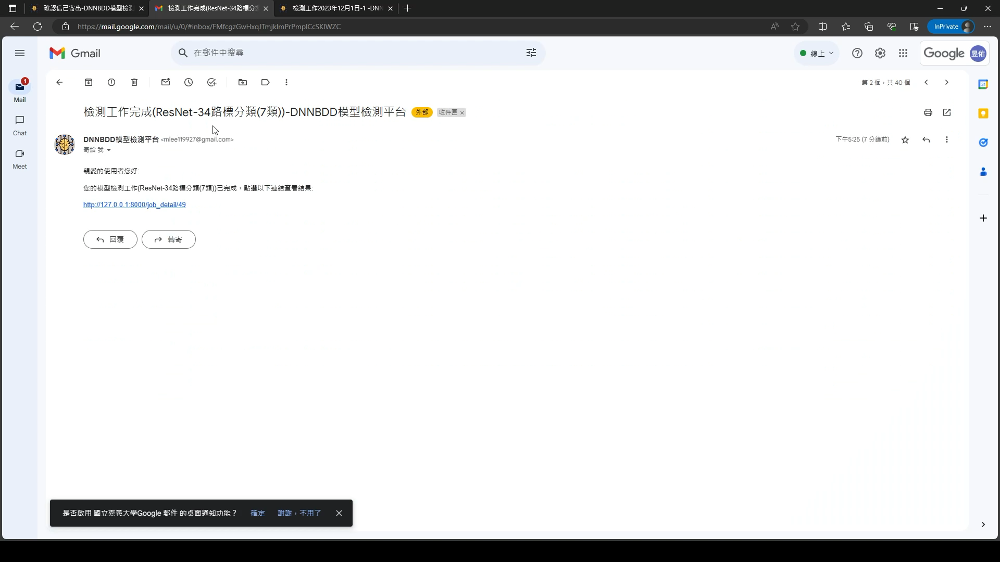 確認信已寄出-DNNBDD模型檢測
檢測工作完成(ResNet-34路標分
檢測工作2023年12月1日-1 -DNN
https://mail.google.com/mail/u/0/#inbox/FMfcgzGwHxqJTmjklmPrPmplCcSKlWZC
InPrivate
Gmail
在郵件中搜尋
線上
Google
昱佑
1
Mail
Chat
Meet
第 2 個,共 40 個
31
檢測工作完成(ResNet-34路標分類(7類))-DNNBDD模型檢測平台
外部
收件匣 ×
DNNBDD模型檢測平台 <mlee119927@gmail.com>
下午5:25 (7 分鐘前)
寄給 我
親愛的使用者您好:
您的模型檢測工作(ResNet-34路標分類(7類))已完成,點選以下連結查看結果:
http://127.0.0.1:8000/job_detail/49
回覆
轉寄
是否啟用 國立嘉義大學Google 郵件 的桌面通知功能?
確定
謝謝,不用了